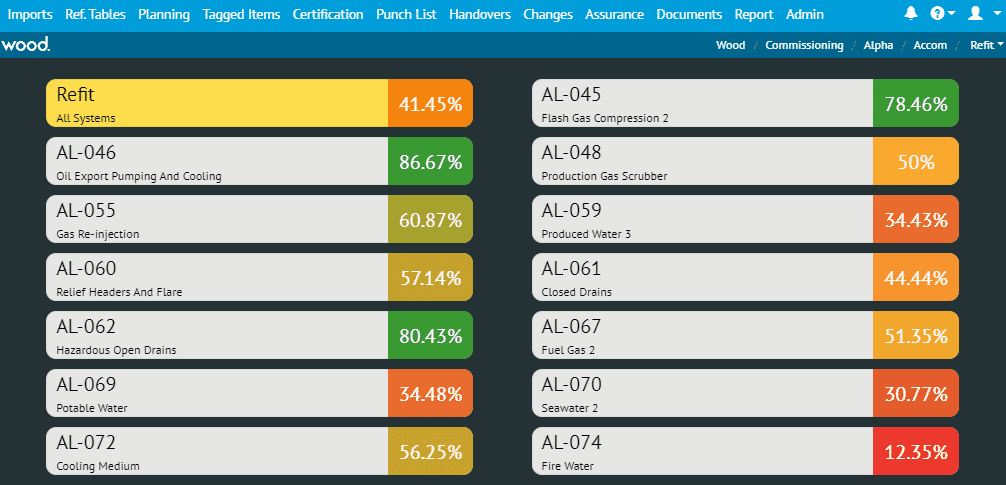 Imports Ref. Tables Planning Tagged Items Certification Punch List Handovers Changes Assurance Documents Report Admin
wood. Wood / Commissioning / Alpha / Accom / Refit
Refit
All Systems
41.45%
AL-045
Flash Gas Compression 2
78.46%
AL-046
Oil Export Pumping And Cooling
86.67%
AL-048
Production Gas Scrubber
50%
AL-055
Gas Re-injection
60.87%
AL-059
Produced Water 3
34.43%
AL-060
Relief Headers And Flare
57.14%
AL-061
Closed Drains
44.44%
AL-062
Hazardous Open Drains
80.43%
AL-067
Fuel Gas 2
51.35%
AL-069
Potable Water
34.48%
AL-070
Seawater 2
30.77%
AL-072
Cooling Medium
56.25%
AL-074
Fire Water
12.35%